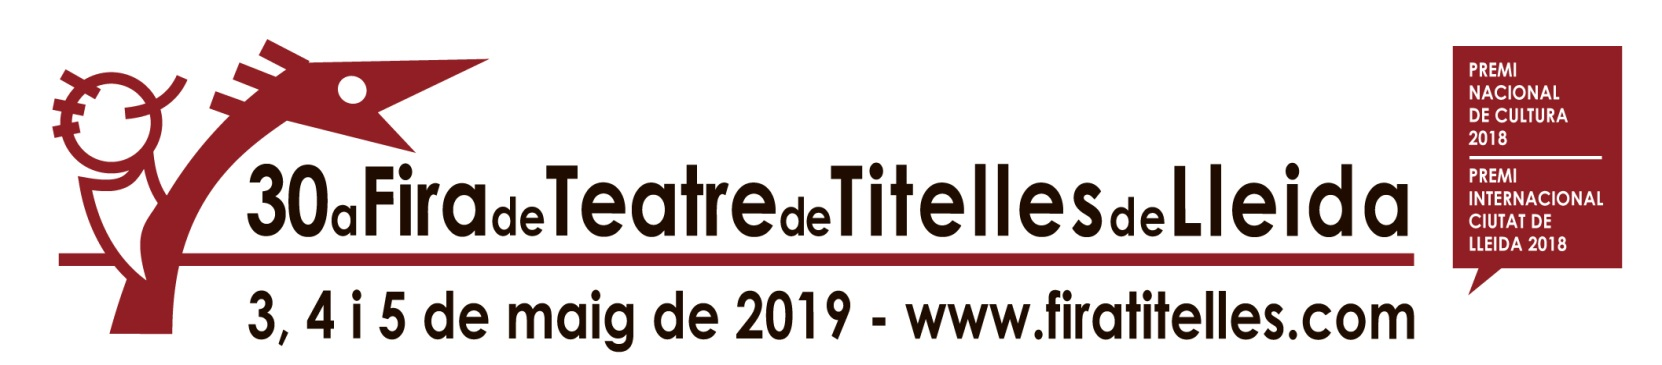 30a Fira de Teatre de Titelles de Lleida
3, 4 i 5 de maig de 2019 - www.firatitelles.com
PREMI
NACIONAL
DE CULTURA
2018
PREMI
INTERNACIONAL
CIUTAT DE
LLEIDA 2018